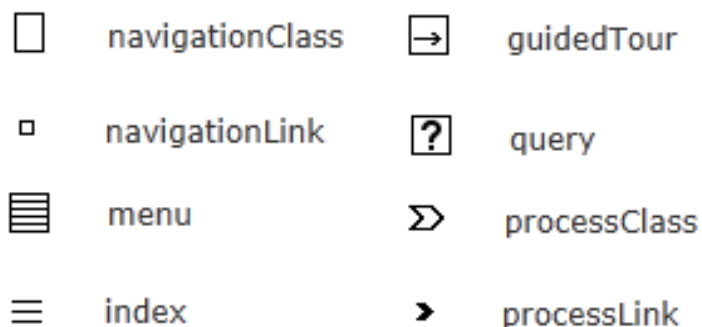 navigationClass
guidedTour
navigationLink
?
query
menu
processClass
index
processLink